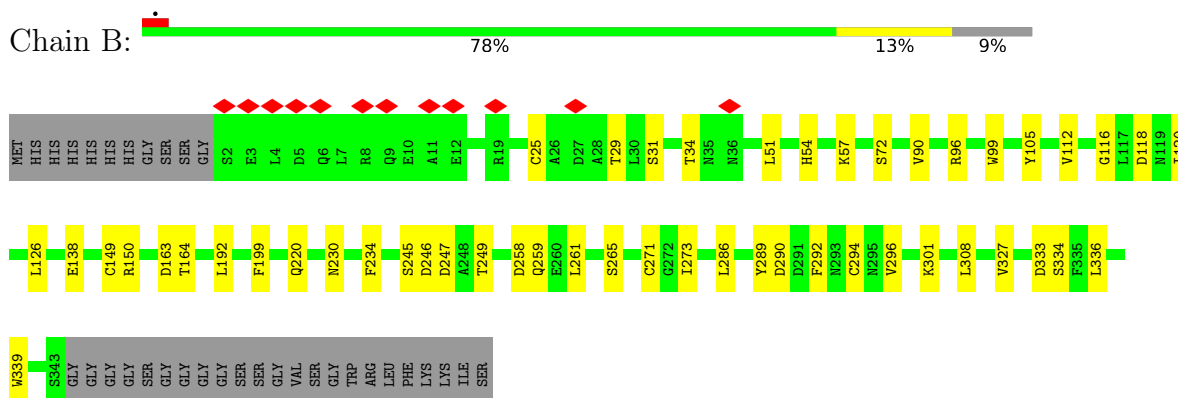 Chain B:
•
78% 13% 9%
MET HIS HIS HIS HIS HIS HIS GLY SER SER GLY S2 E3 L4 D5 Q6 L7 R8 Q9 E10 A11 E12 R19 C25 A26 D27 A28 T29 L30 S31 T34 N35 N36 L51 H54 K57 S72 V90 R96 W99 Y105 V112 G116 L117 D118 N119 I120
L126 E138 C149 R150 D163 T164 L192 F199 Q220 N230 F234 S245 D246 D247 A248 T249 D258 Q259 E260 L261 S265 C271 G272 I273 L286 Y289 D290 D291 F292 N293 C294 N295 V296 K301 L308 V327 D333 S334 F335 L336
W339 S343 GLY GLY GLY GLY SER GLY GLY GLY GLY SER SER GLY VAL SER GLY TRP ARG LEU PHE LYS LYS ILE SER